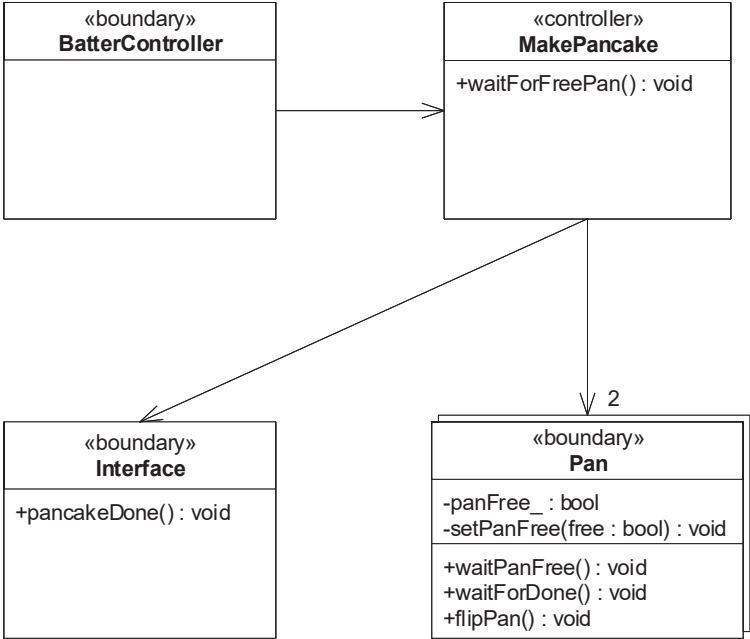 «boundary»
BatterController
«controller»
MakePancake
+waitForFreePan() : void
2
«boundary»
Interface
+pancakeDone() : void
«boundary»
Pan
-panFree_ : bool
-setPanFree(free : bool) : void
+waitPanFree() : void
+waitForDone() : void
+flipPan() : void